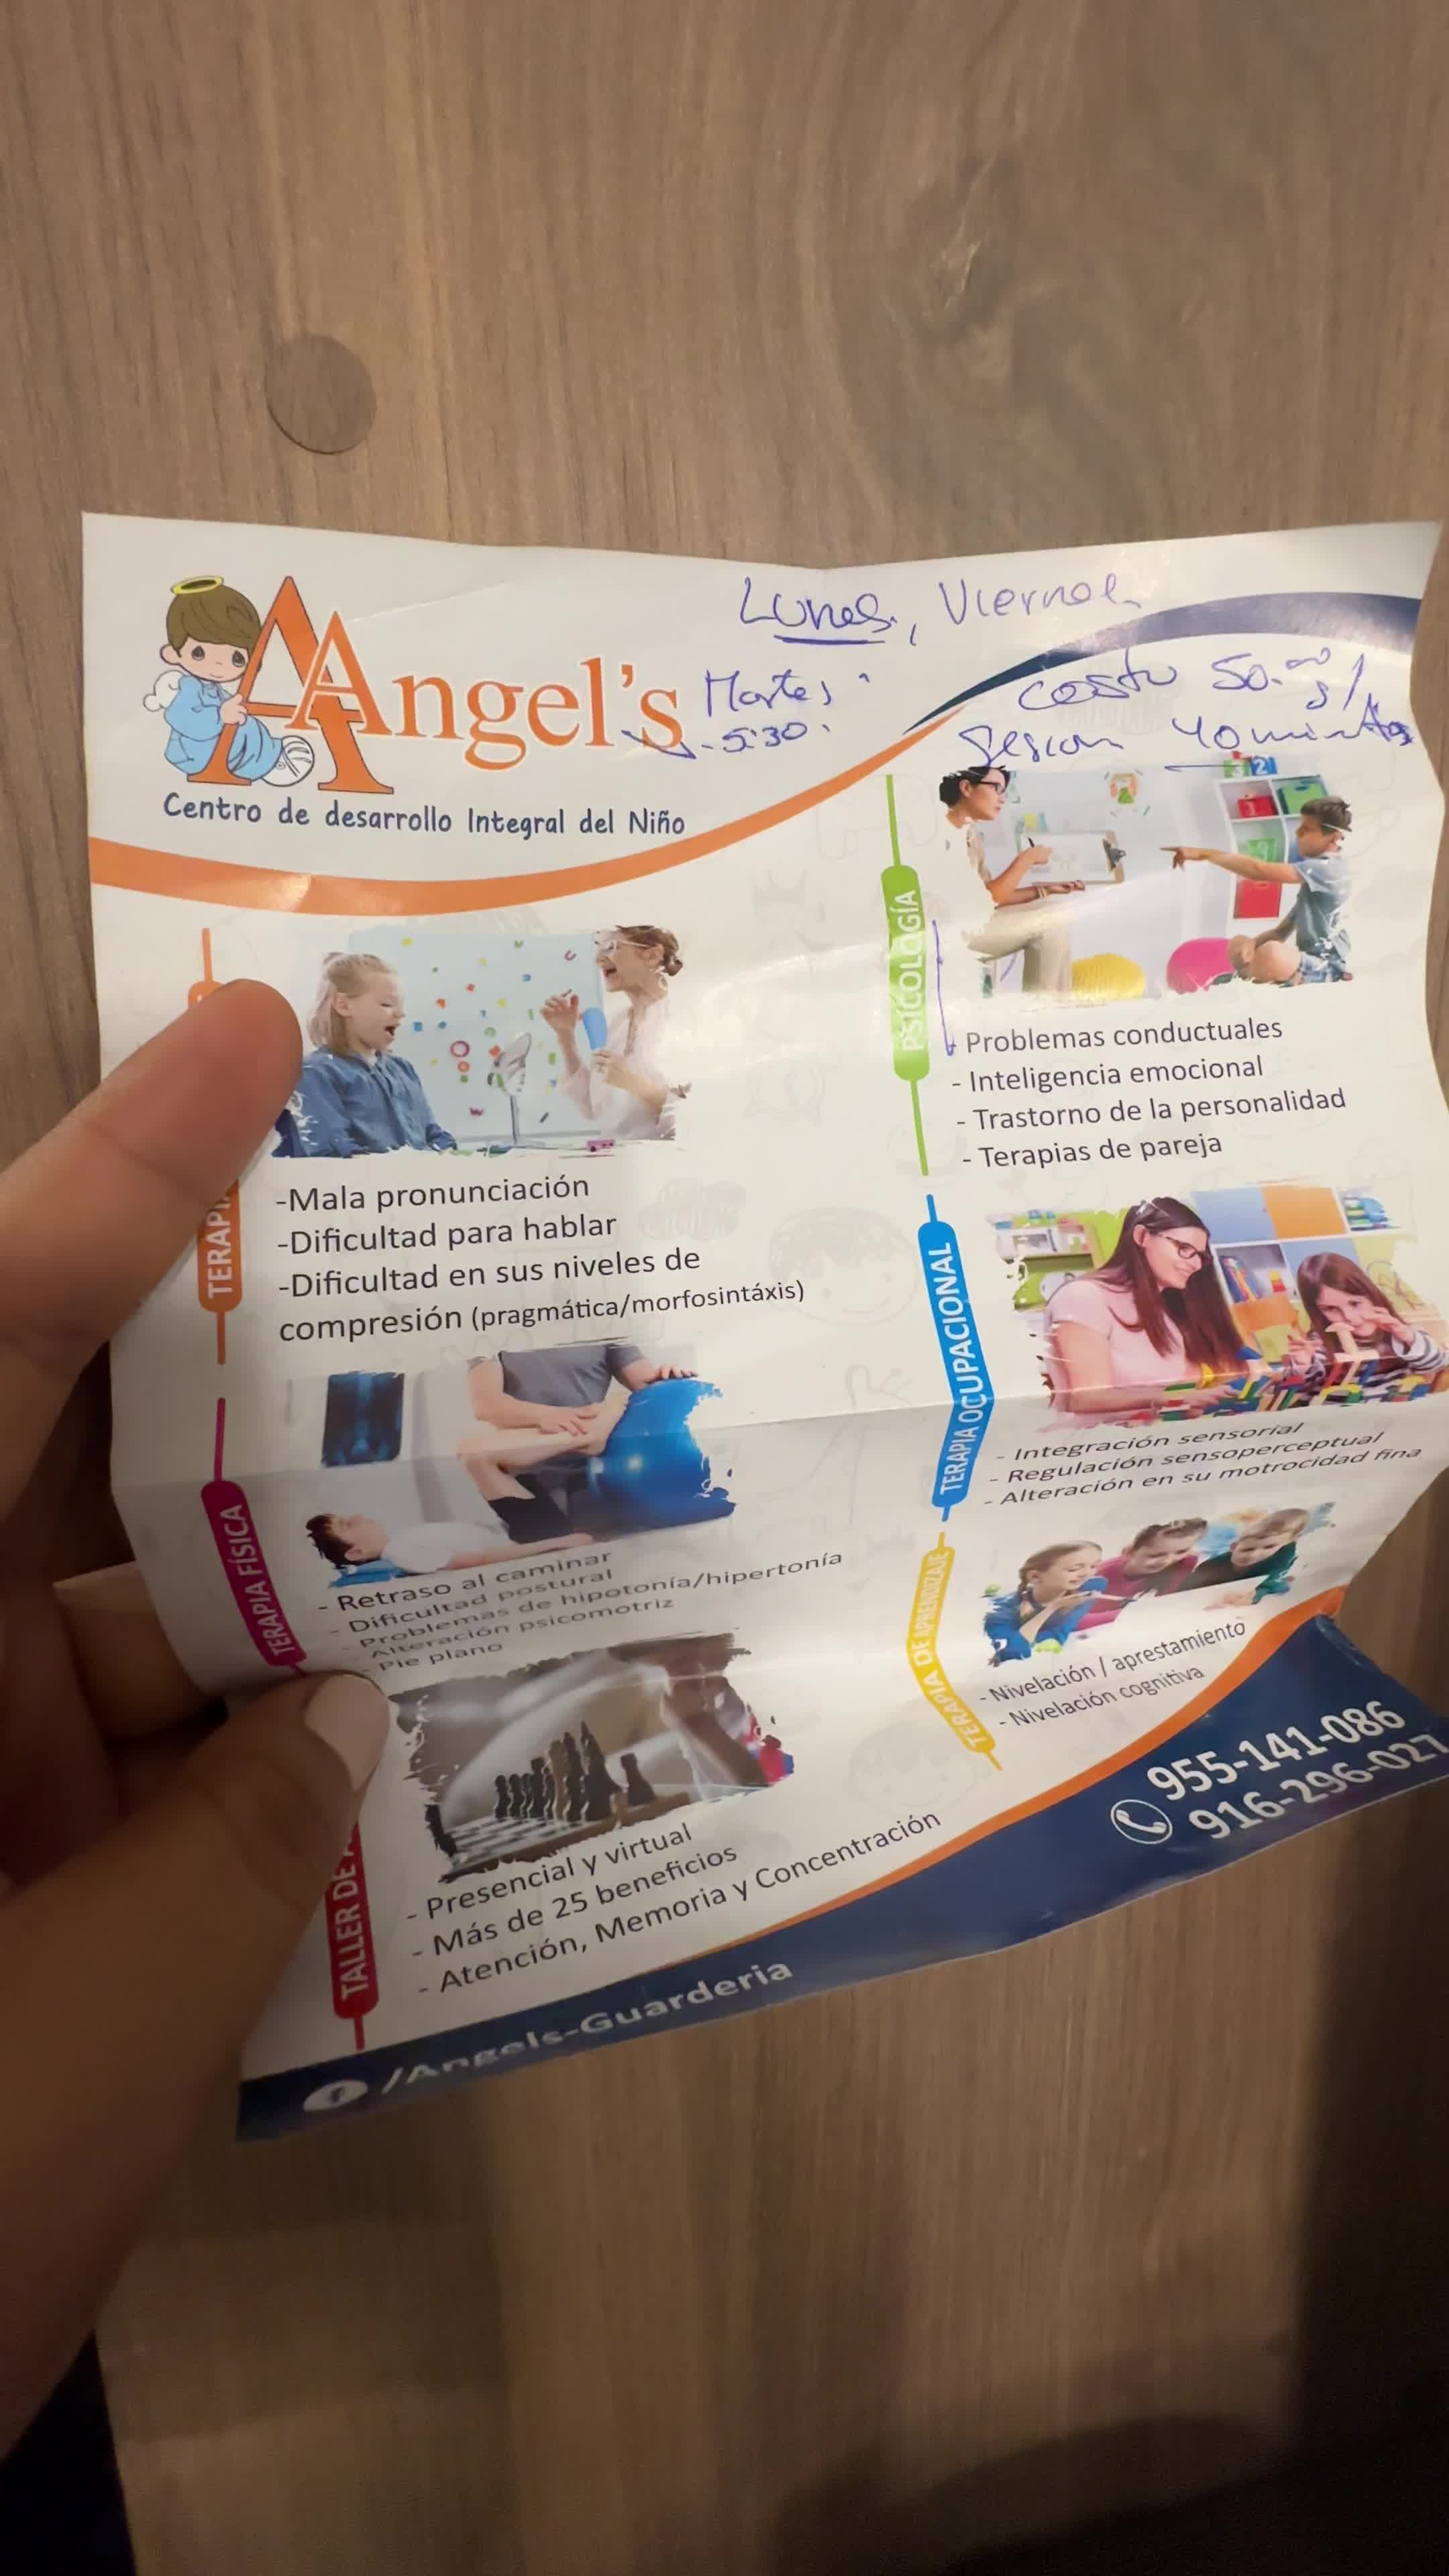 Lunes, Viernes
Angel's
Martes
5:30
costo 50.00 s/
Sesion 40 minutos
Centro de desarrollo Integral del Niño
TERAPIA
-Mala pronunciación
-Dificultad para hablar
-Dificultad en sus niveles de
compresión (pragmática/morfosintáxis)
TERAPIA FÍSICA
- Retraso al caminar
- Dificultad postural
- Problemas de hipotonía/hipertonía
- Alteración psicomotriz
- Pie plano
TALLER DE
- Presencial y virtual
- Más de 25 beneficios
- Atención, Memoria y Concentración
PSICOLOGÍA
- Problemas conductuales
- Inteligencia emocional
- Trastorno de la personalidad
- Terapias de pareja
TERAPIA OCUPACIONAL
- Integración sensorial
- Regulación sensoperceptual
- Alteración en su motrocidad fina
TERAPIA DE APRENDIZAJE
- Nivelación / aprestamiento
- Nivelación cognitiva
955-141-086
916-296-027
/Angels-Guarderia